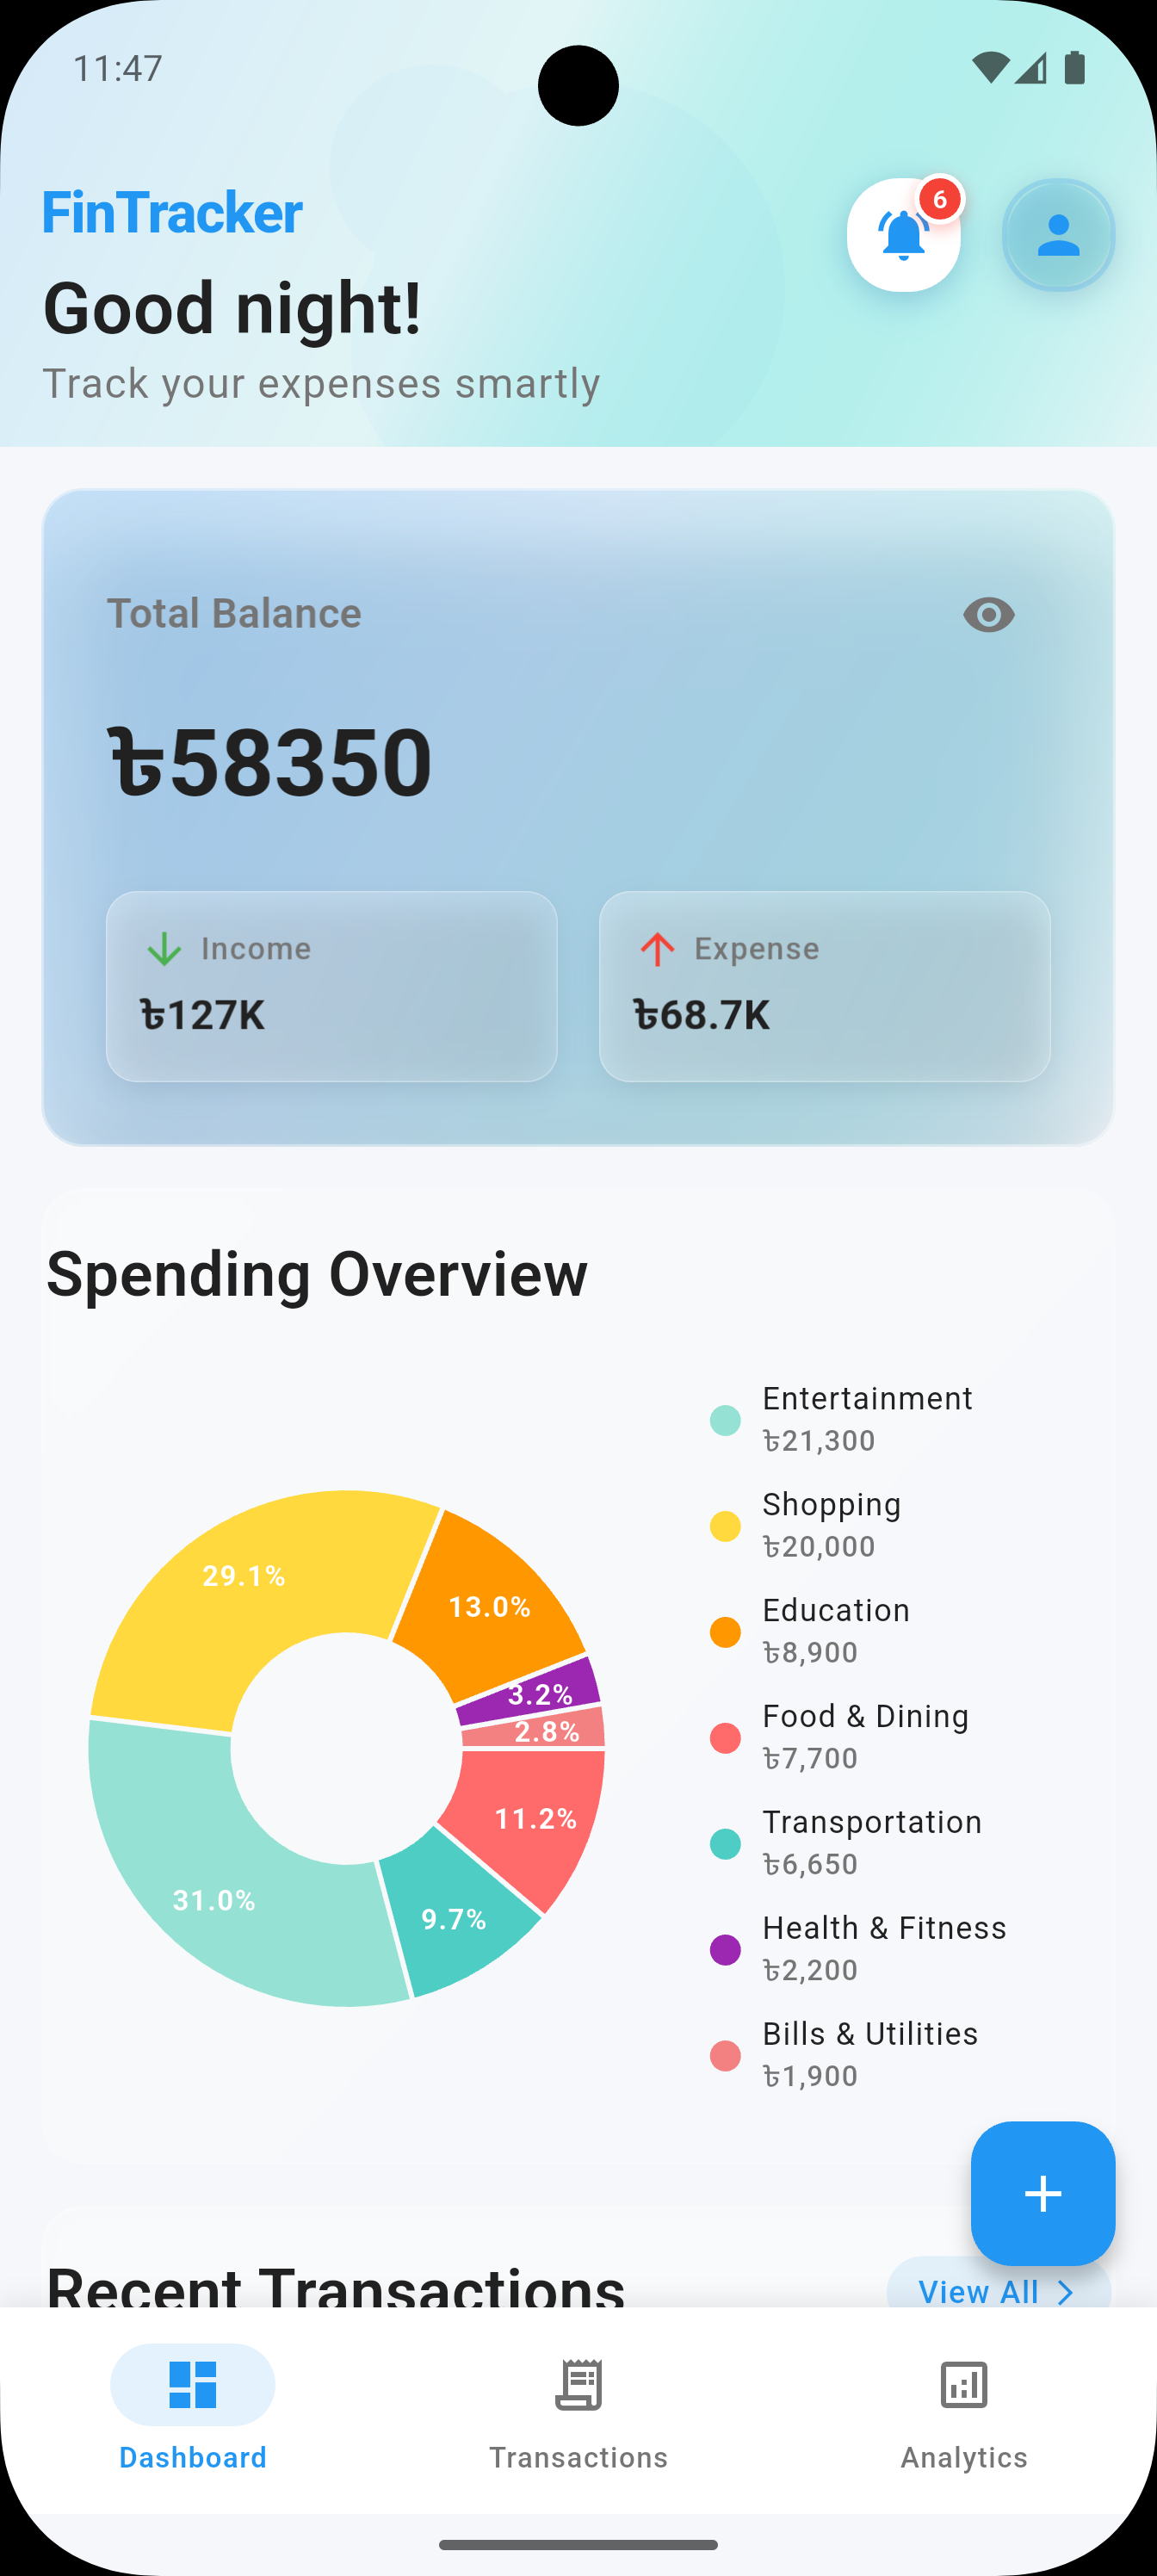 11:47
FinTracker
6
Good night!
Track your expenses smartly
Total Balance
৳58350
Income
৳127K
Expense
৳68.7K
Spending Overview
29.1%
13.0%
3.2%
2.8%
11.2%
9.7%
31.0%
Entertainment
৳21,300
Shopping
৳20,000
Education
৳8,900
Food & Dining
৳7,700
Transportation
৳6,650
Health & Fitness
৳2,200
Bills & Utilities
৳1,900
Recent Transactions
View All
Dashboard
Transactions
Analytics